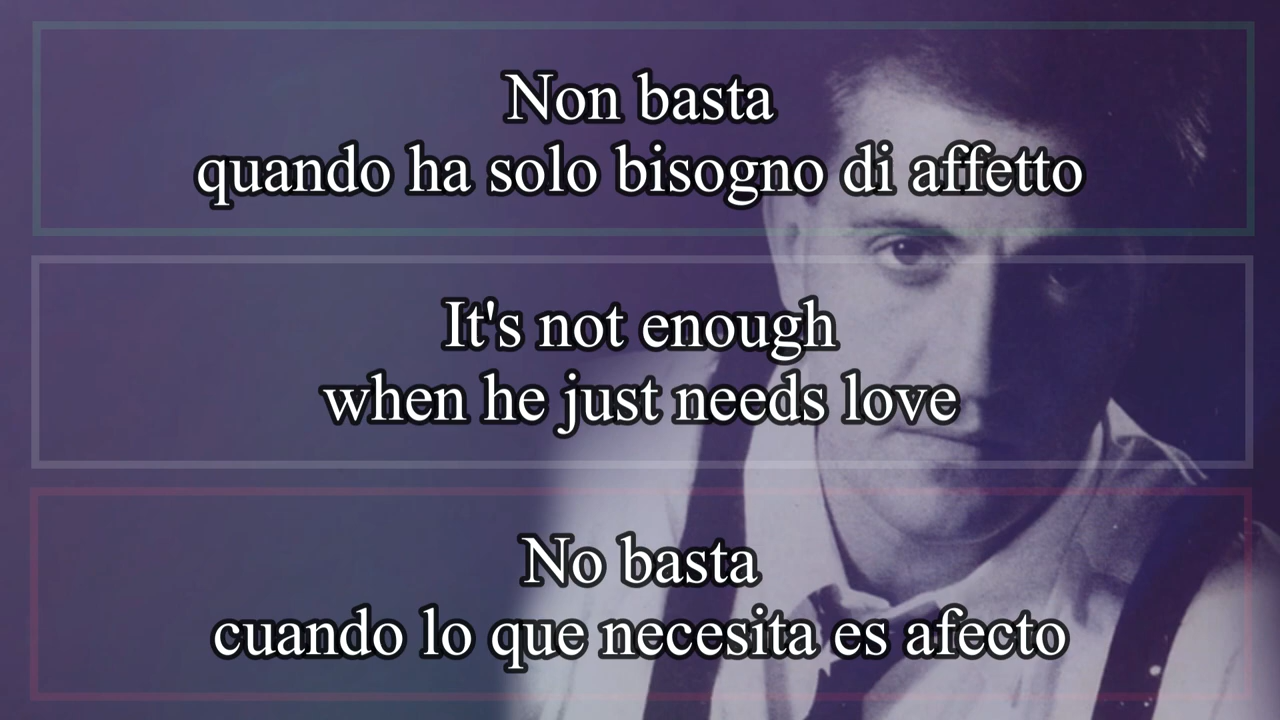 Non basta
quando ha solo bisogno di affetto
It's not enough
when he just needs love
No basta
cuando lo que necesita es afecto